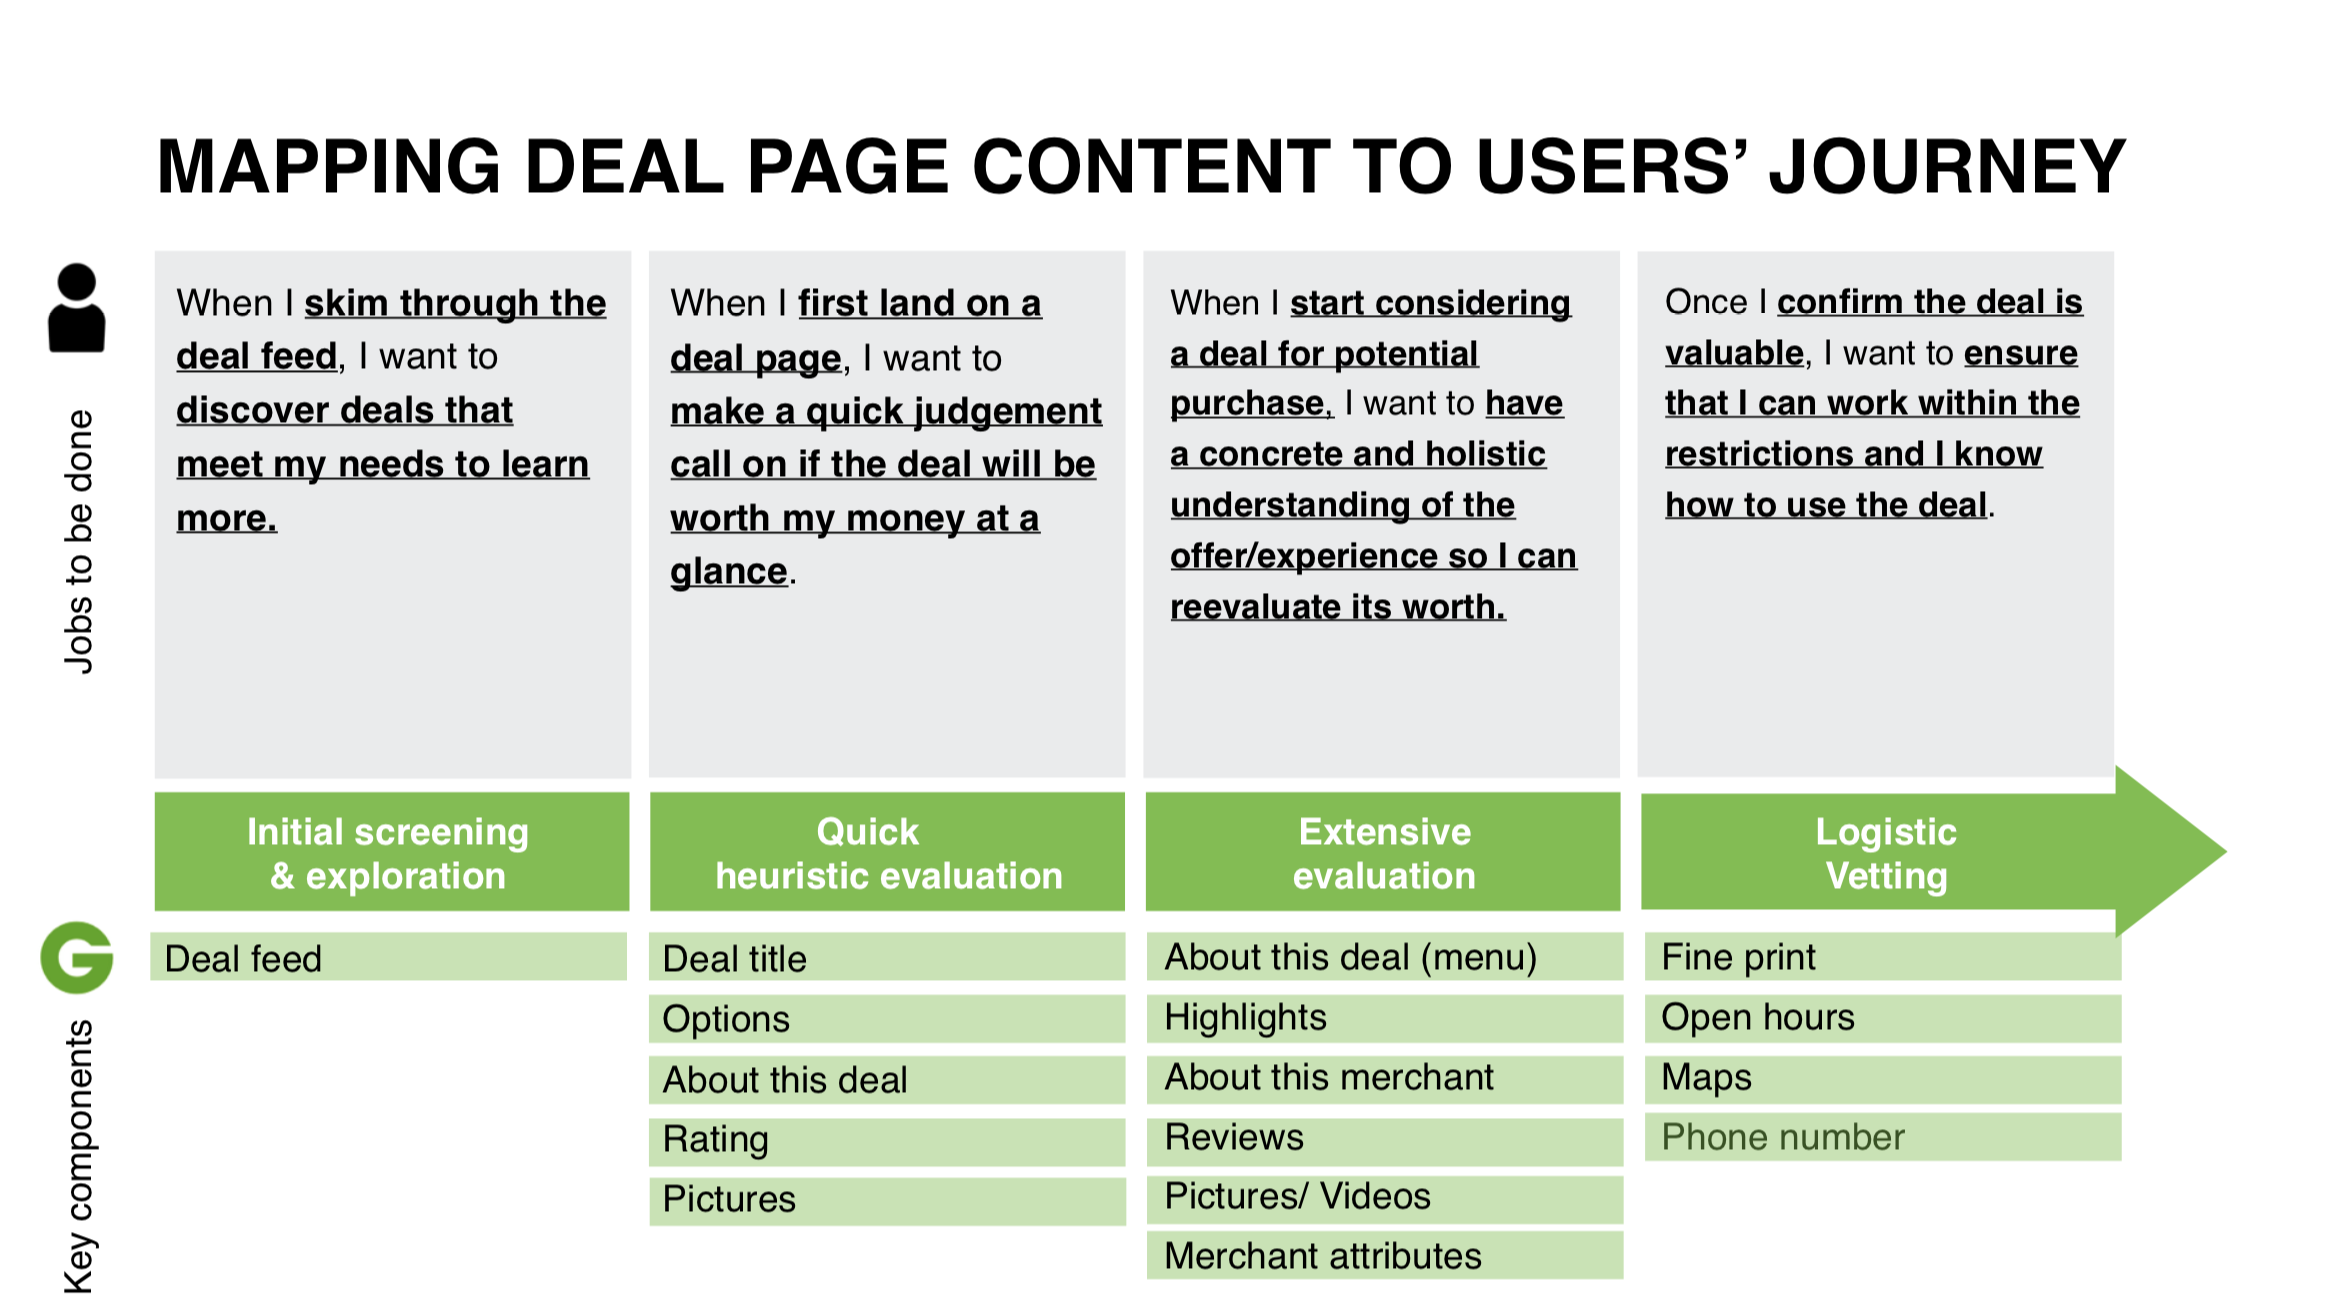 MAPPING DEAL PAGE CONTENT TO USERS’ JOURNEY
Jobs to be done
When I skim through the
deal feed, I want to
discover deals that
meet my needs to learn
more.
When I first land on a
deal page, I want to
make a quick judgement
call on if the deal will be
worth my money at a
glance.
When I start considering
a deal for potential
purchase, I want to have
a concrete and holistic
understanding of the
offer/experience so I can
reevaluate its worth.
Once I confirm the deal is
valuable, I want to ensure
that I can work within the
restrictions and I know
how to use the deal.
Initial screening
& exploration
Quick
heuristic evaluation
Extensive
evaluation
Logistic
Vetting
G
Key components
Deal feed
Deal title
Options
About this deal
Rating
Pictures
About this deal (menu)
Highlights
About this merchant
Reviews
Pictures/ Videos
Merchant attributes
Fine print
Open hours
Maps
Phone number